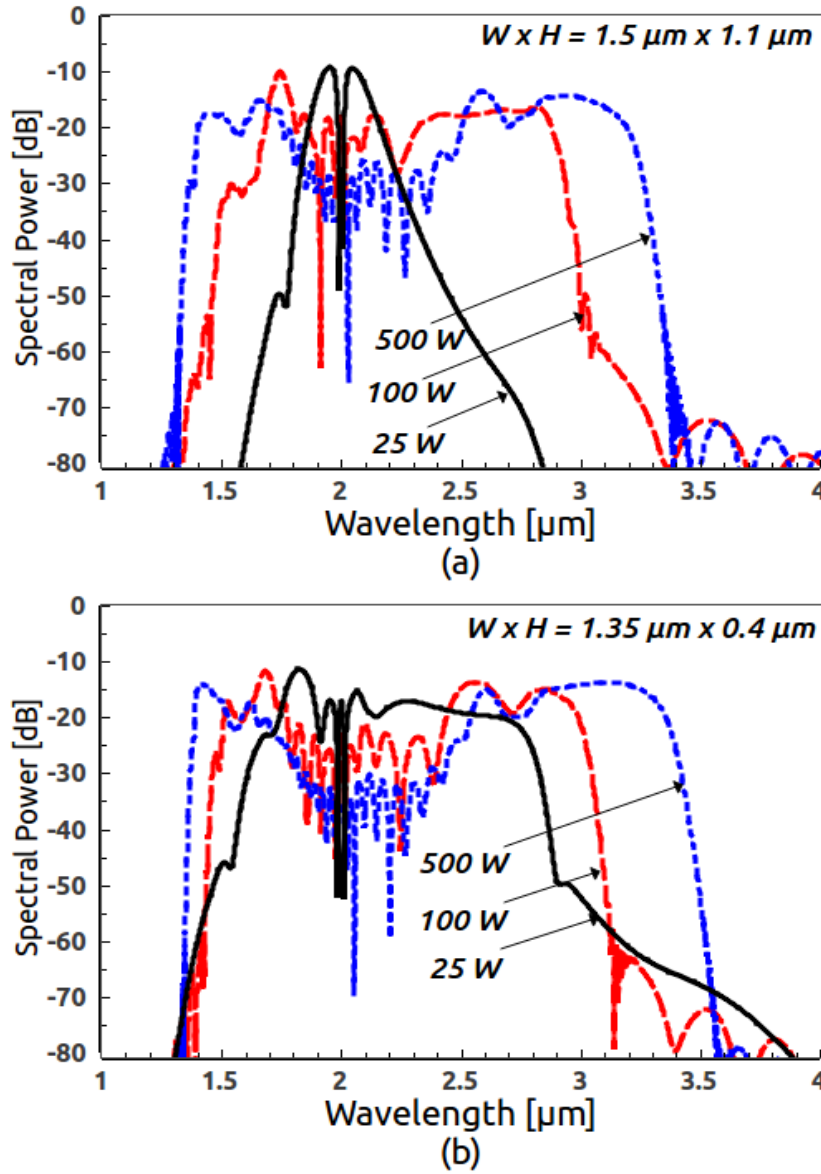 W x H = 1.5 µm x 1.1 µm
Spectral Power [dB]
0
-10
-20
-30
-40
-50
-60
-70
-80
500 W
100 W
25 W
1 1.5 2 2.5 3 3.5 4
Wavelength [µm]
(a)
W x H = 1.35 µm x 0.4 µm
Spectral Power [dB]
0
-10
-20
-30
-40
-50
-60
-70
-80
500 W
100 W
25 W
1 1.5 2 2.5 3 3.5 4
Wavelength [µm]
(b)